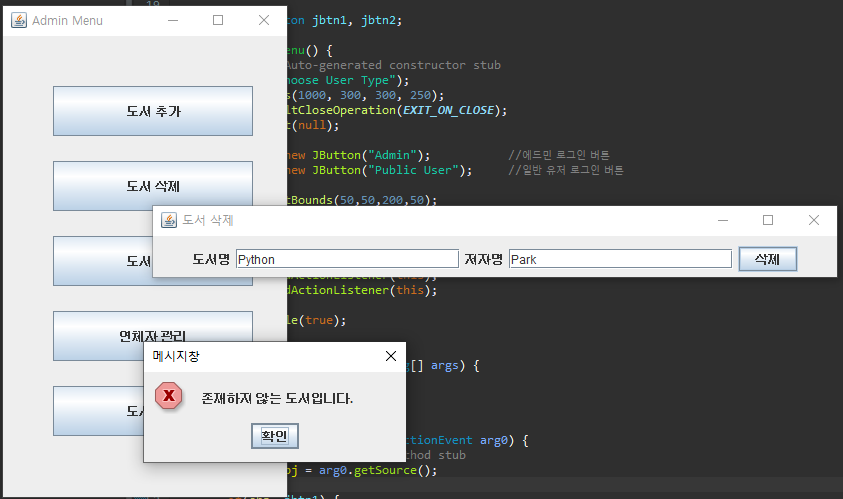 19
Admin Menu
con jbtn1, jbtn2;
enu() {
Auto-generated constructor stub
hoose User Type");
s(1000, 300, 300, 250);
ltCloseOperation(EXIT_ON_CLOSE);
t(null);
도서 추가
new JButton("Admin"); //에드민 로그인 버튼
new JButton("Public User"); //일반 유저 로그인 버튼
도서 삭제
tBounds(50,50,200,50);
도서 삭제
도서명 Python 저자명 Park 삭제
도서
dActionListener(this);
dActionListener(this);
le(true);
연체자 관리
메시지창
g[] args) {
존재하지 않는 도서입니다.
확인
ctionEvent arg0) {
hod stub
bj = arg0.getSource();
jbtn1) {